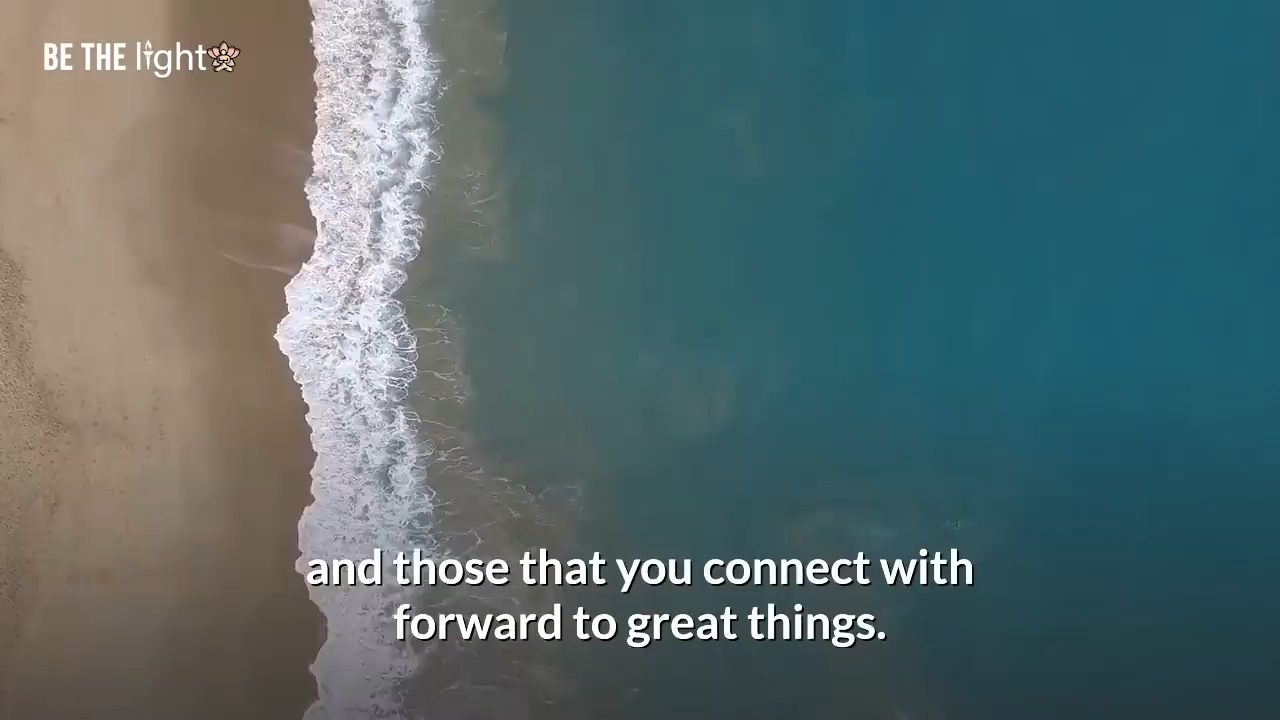 BE THE light
and those that you connect with
forward to great things.